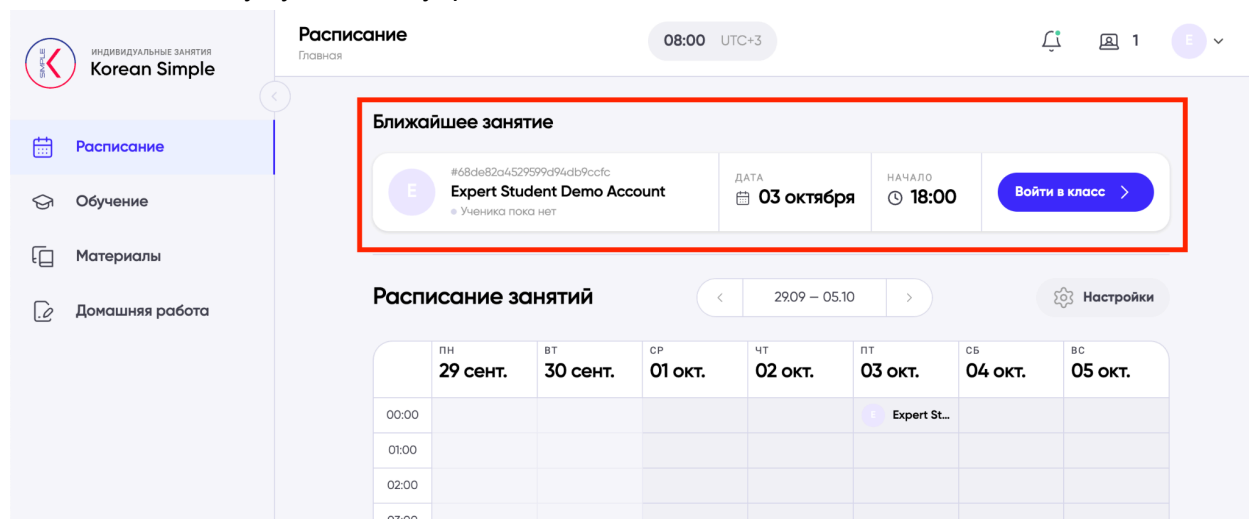 ИНДИВИДУАЛЬНЫЕ ЗАНЯТИЯ
Korean Simple
SIMPLE
Расписание
Главная
08:00 UTC+3
1
E
Расписание
Обучение
Материалы
Домашняя работа
Ближайшее занятие
E
#68de82a4529599d94db9ccfc
Expert Student Demo Account
Ученика пока нет
ДАТА
03 октября
НАЧАЛО
18:00
Войти в класс
Расписание занятий
29.09 – 05.10
Настройки
ПН
29 сент.
ВТ
30 сент.
СР
01 окт.
ЧТ
02 окт.
ПТ
03 окт.
СБ
04 окт.
ВС
05 окт.
00:00
E Expert St...
01:00
02:00
03:00